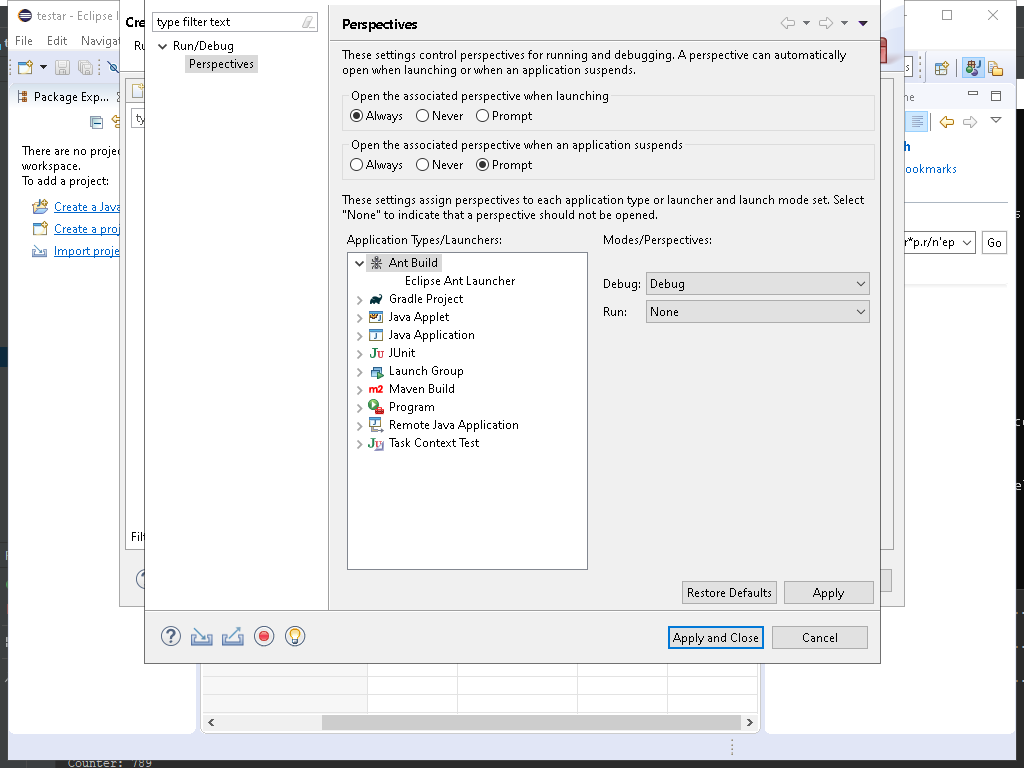 testar - Eclipse I
File
Edit
Navigat
Package Exp...
There are no projec
workspace.
To add a project:
Create a Java
Create a proj
Import proje
Cre
Ru
ty
Filt
type filter text
Run/Debug
Perspectives
Perspectives
These settings control perspectives for running and debugging. A perspective can automatically
open when launching or when an application suspends.
Open the associated perspective when launching
Always
Never
Prompt
Open the associated perspective when an application suspends
Always
Never
Prompt
These settings assign perspectives to each application type or launcher and launch mode set. Select
"None" to indicate that a perspective should not be opened.
Application Types/Launchers:
Modes/Perspectives:
Ant Build
Eclipse Ant Launcher
Gradle Project
Java Applet
Java Application
JU JUnit
Launch Group
m2 Maven Build
Program
Remote Java Application
Ju Task Context Test
Debug:
Debug
Run:
None
Restore Defaults
Apply
Apply and Close
Cancel
ne
h
ookmarks
r*p.r/n'ep
Go
Counter: 789